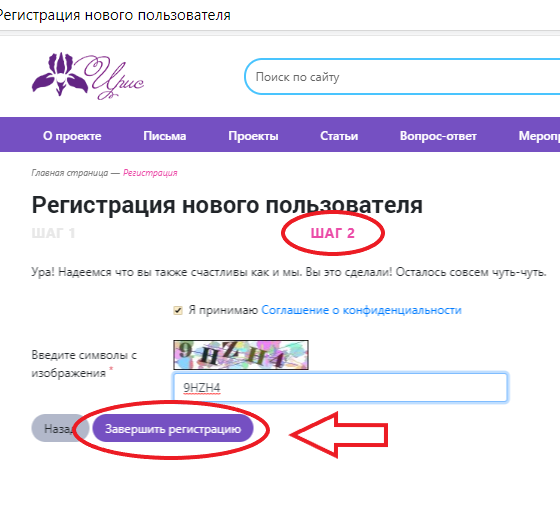 Регистрация нового пользователя
Ирис
Поиск по сайту
О проекте Письма Проекты Статьи Вопрос-ответ Меропр
Главная страница — Регистрация
Регистрация нового пользователя
ШАГ 1 ШАГ 2
Ура! Надеемся что вы также счастливы как и мы. Вы это сделали! Осталось совсем чуть-чуть.
Я принимаю Соглашение о конфиденциальности
Введите символы с
изображения *
9HZH4
9HZH4
Назад Завершить регистрацию